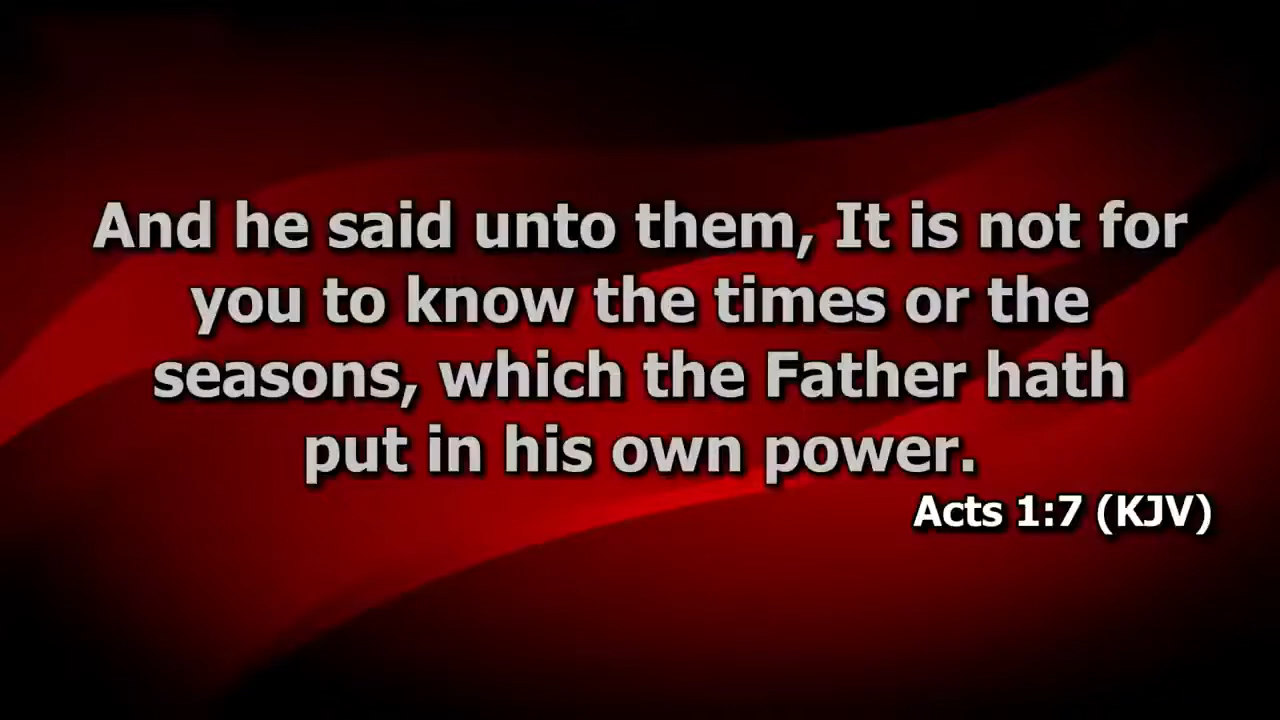 And he said unto them, It is not for
you to know the times or the
seasons, which the Father hath
put in his own power.
Acts 1:7 (KJV)